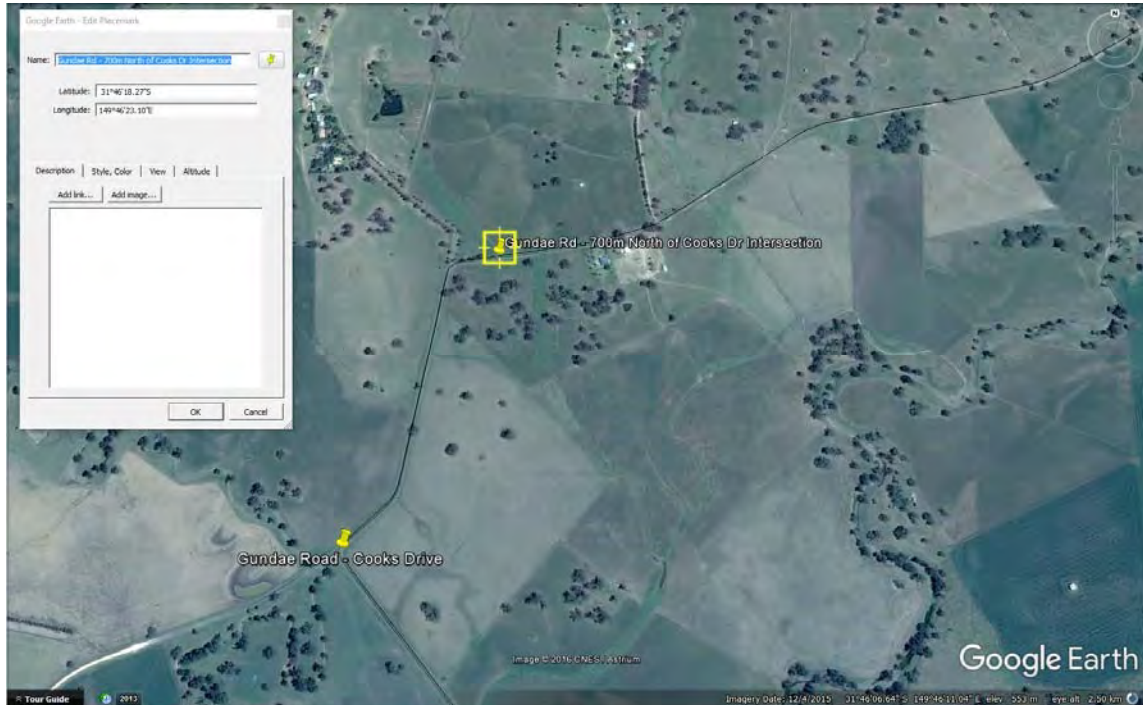 Google Earth - Edit Placemark
Name: Gundae Rd - 700m North of Cooks Dr Intersection
Latitude: 31°46'18.27"S
Longitude: 149°46'23.10"E
Description Style, Color View Altitude
Add link... Add image...
OK Cancel
N
Gundae Rd - 700m North of Cooks Dr Intersection
Gundae Road - Cooks Drive
Image © 2016 CNES / Astrium
Google Earth
Tour Guide 2013
Imagery Date: 12/4/2015 31°46'06.64" S 149°46'11.04" E elev 553 m eye alt 2.50 km